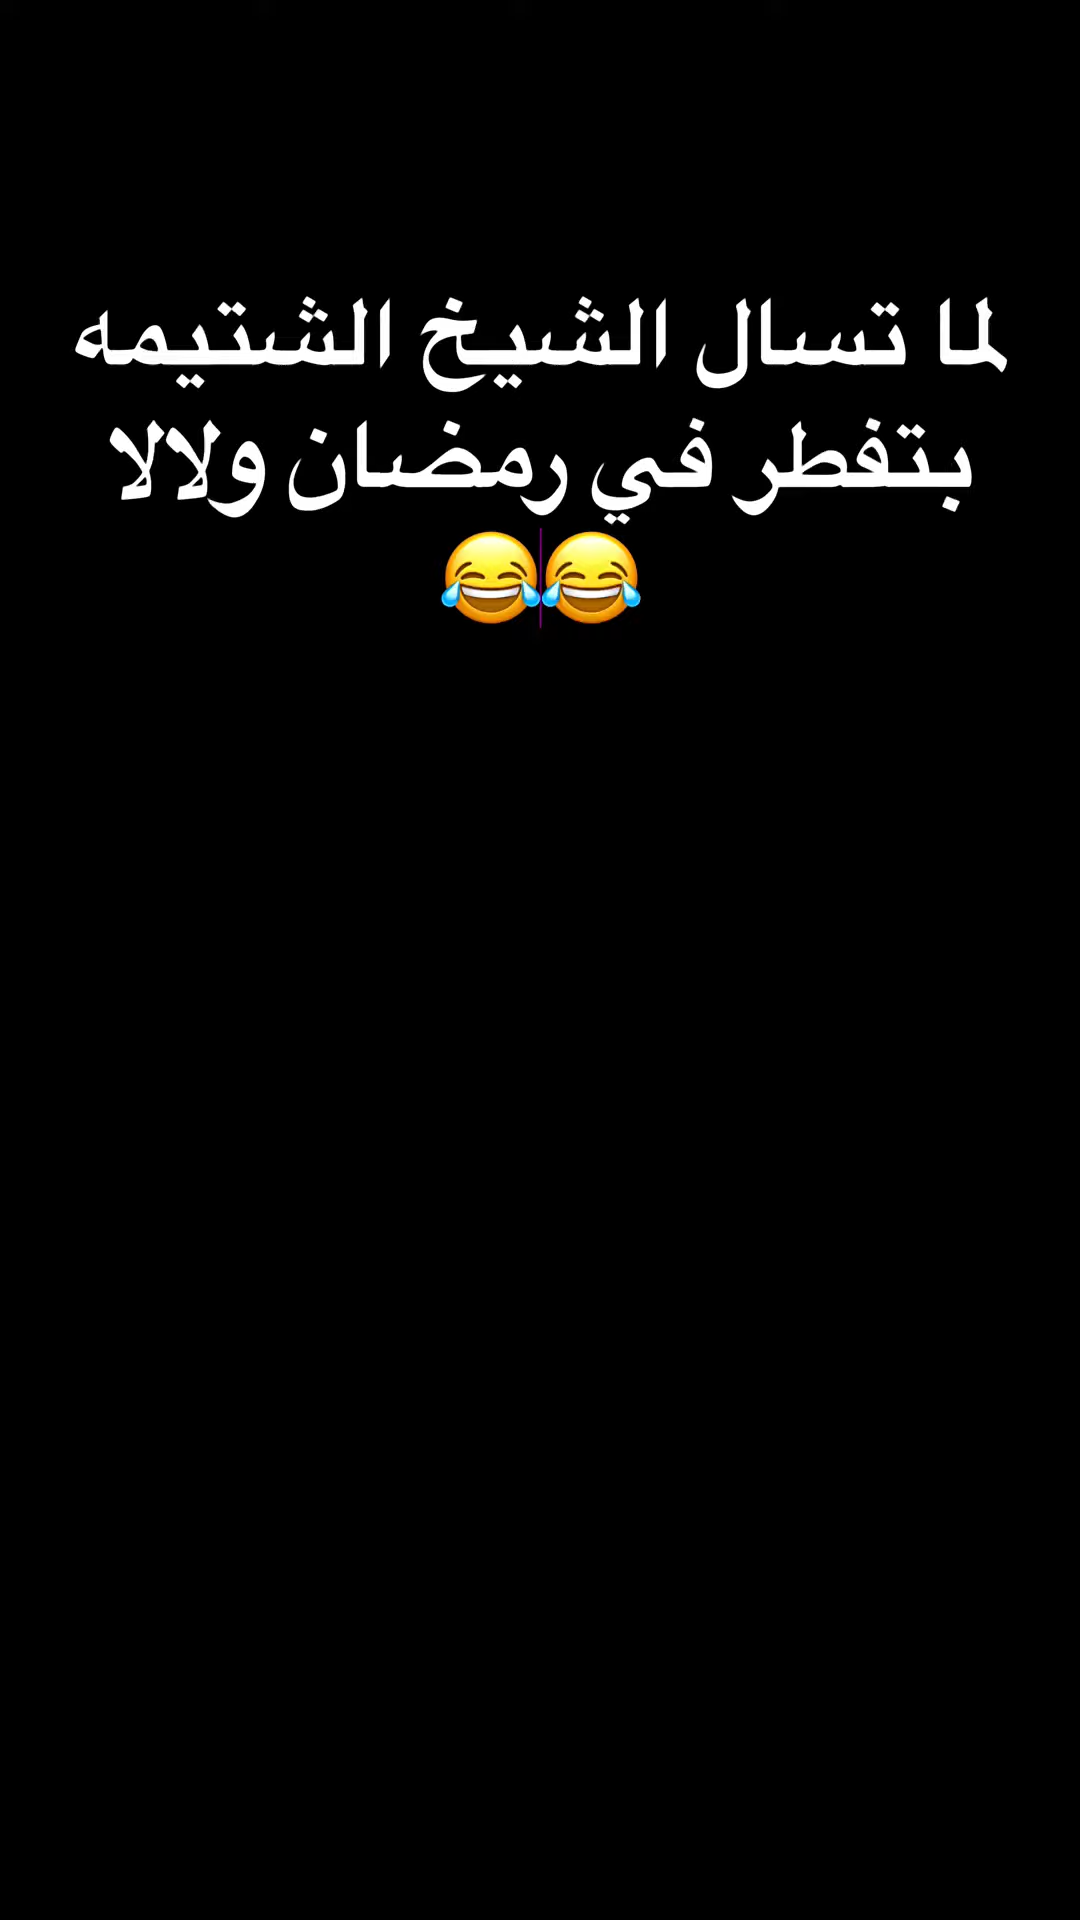 لما تسال الشيخ الشتيمه
بتفطر في رمضان ولالا
😂😂